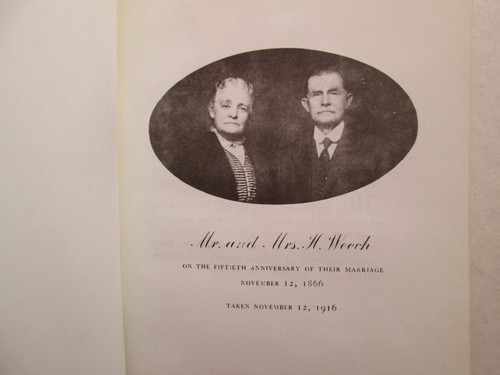 Mr. and Mrs. H. Wooch
ON THE FIFTIETH ANNIVERSARY OF THEIR MARRIAGE
NOVEMBER 12, 1866
TAKEN NOVEMBER 12, 1916